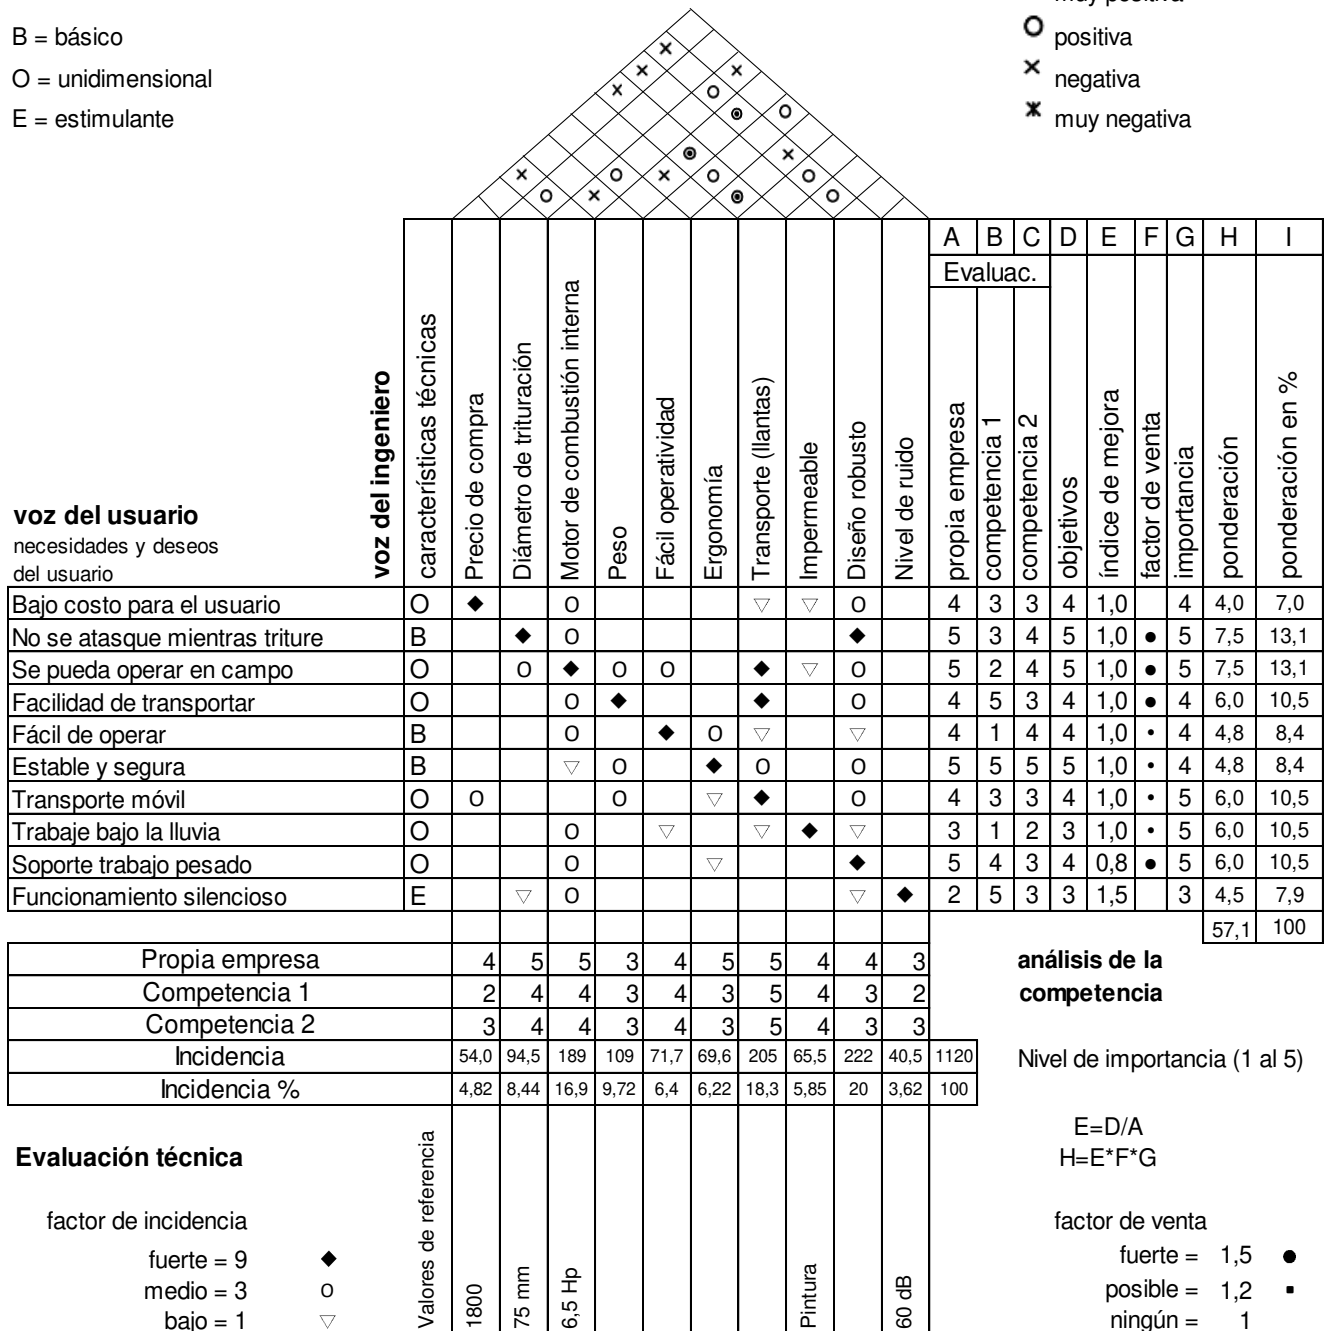 B = básico
O = unidimensional
E = estimulante
positiva
negativa
muy negativa
A B C D E F G H I
Evaluac.
voz del ingeniero
características técnicas
Precio de compra
Diámetro de trituración
Motor de combustión interna
Peso
Fácil operatividad
Ergonomía
Transporte (llantas)
Impermeable
Diseño robusto
Nivel de ruido
propia empresa
competencia 1
competencia 2
objetivos
índice de mejora
factor de venta
importancia
ponderación
ponderación en %
voz del usuario
necesidades y deseos
del usuario
Bajo costo para el usuario O ◆ O ▽ ▽ O 4 3 3 4 1,0 4 4,0 7,0
No se atasque mientras triture B ◆ O ◆ 5 3 4 5 1,0 ● 5 7,5 13,1
Se pueda operar en campo O O ◆ O O ◆ ▽ O 5 2 4 5 1,0 ● 5 7,5 13,1
Facilidad de transportar O O ◆ ◆ O 4 5 3 4 1,0 ● 4 6,0 10,5
Fácil de operar B O ◆ O ▽ ▽ 4 1 4 4 1,0 • 4 4,8 8,4
Estable y segura B ▽ O ◆ O O 5 5 5 5 1,0 • 4 4,8 8,4
Transporte móvil O O O ▽ ◆ O 4 3 3 4 1,0 • 5 6,0 10,5
Trabaje bajo la lluvia O O ▽ ▽ ◆ ▽ 3 1 2 3 1,0 • 5 6,0 10,5
Soporte trabajo pesado O O ▽ ◆ 5 4 3 4 0,8 ● 5 6,0 10,5
Funcionamiento silencioso E ▽ O ▽ ◆ 2 5 3 3 1,5 3 4,5 7,9
57,1 100
Propia empresa 4 5 5 3 4 5 5 4 4 3
Competencia 1 2 4 4 3 4 3 5 4 3 2
Competencia 2 3 4 4 3 4 3 5 4 3 3
Incidencia 54,0 94,5 189 109 71,7 69,6 205 65,5 222 40,5 1120
Incidencia % 4,82 8,44 16,9 9,72 6,4 6,22 18,3 5,85 20 3,62 100
análisis de la
competencia
Nivel de importancia (1 al 5)
E=D/A
H=E*F*G
Evaluación técnica
factor de incidencia
fuerte = 9 ◆
medio = 3 O
bajo = 1 ▽
Valores de referencia
1800
75 mm
6,5 Hp
Pintura
60 dB
factor de venta
fuerte = 1,5 ●
posible = 1,2 ▪
ningún = 1